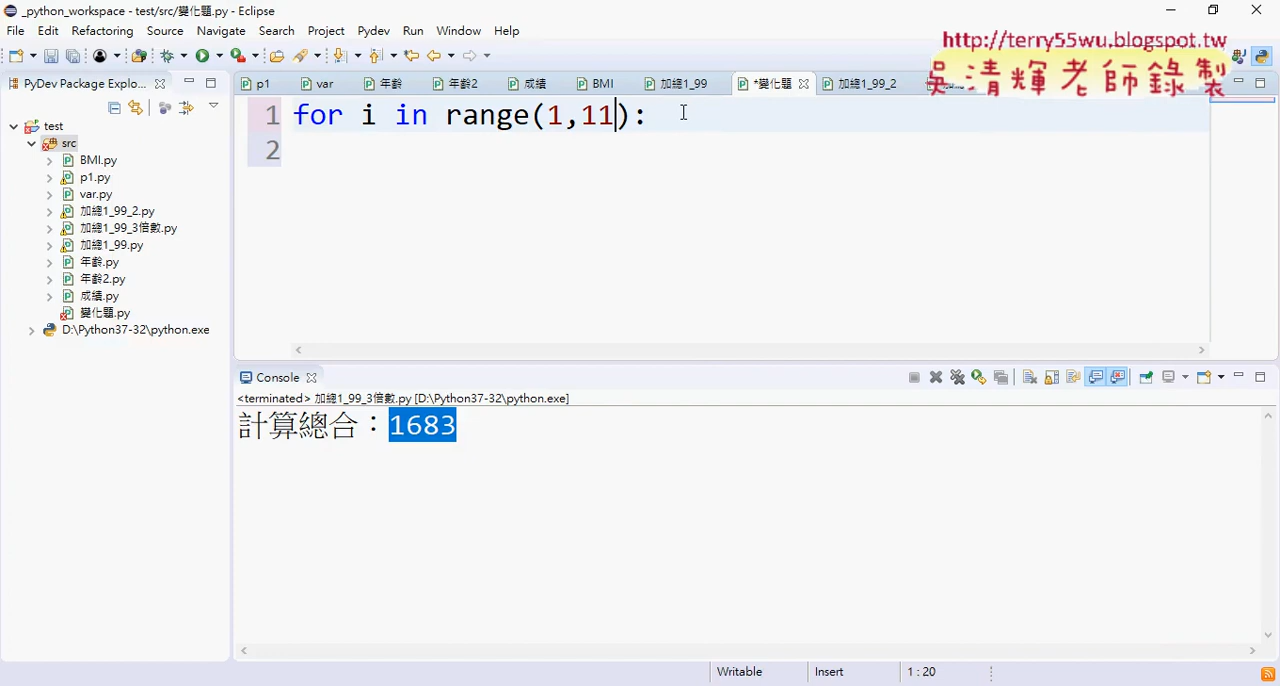 _python_workspace - test/src/變化題.py - Eclipse
File Edit Refactoring Source Navigate Search Project Pydev Run Window Help
http://terry55wu.blogspot.tw
吳清輝老師錄製
PyDev Package Explo...
p1 var 年齡 年齡2 成績 BMI 加總1_99 *變化題 加總1_99_2
1 for i in range(1,11):
2
test
src
BMI.py
p1.py
var.py
加總1_99_2.py
加總1_99_3倍數.py
加總1_99.py
年齡.py
年齡2.py
成績.py
變化題.py
D:\Python37-32\python.exe
Console
<terminated> 加總1_99_3倍數.py [D:\Python37-32\python.exe]
計算總合：1683
Writable Insert 1 : 20